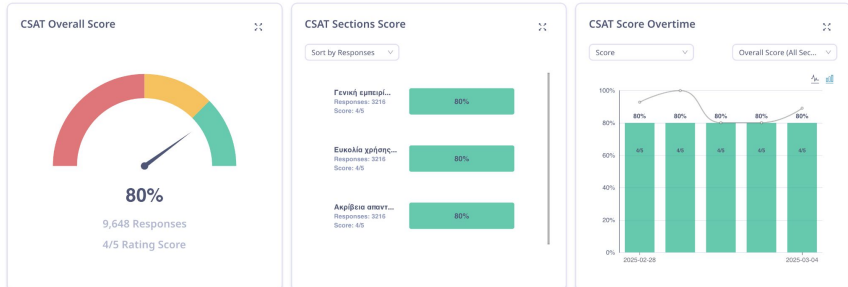 CSAT Overall Score
80%
9,648 Responses
4/5 Rating Score
CSAT Sections Score
Sort by Responses
Γενική εμπειρί...
Responses: 3216
Score: 4/5
80%
Ευκολία χρήσης...
Responses: 3216
Score: 4/5
80%
Ακρίβεια απαντ...
Responses: 3216
Score: 4/5
80%
CSAT Score Overtime
Score
Overall Score (All Sec...
100%
80%
60%
40%
20%
0%
80% 80% 80% 80% 80%
4/5 4/5 4/5 4/5 4/5
2025-02-28 2025-03-04